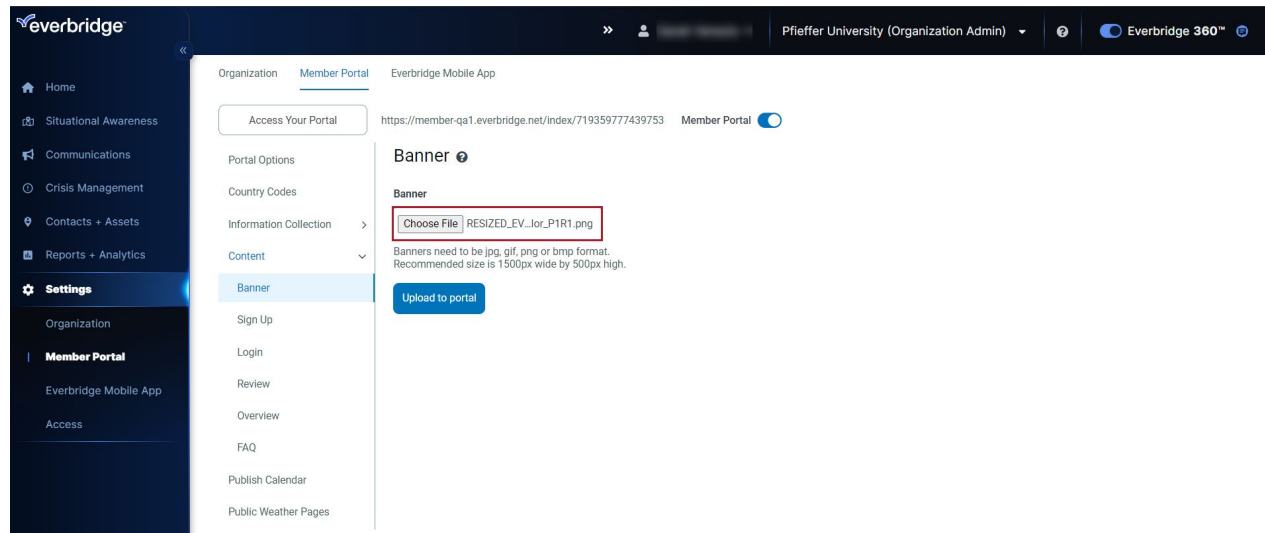 everbridge™
»
Pfieffer University (Organization Admin)
Everbridge 360™
«
Home
Situational Awareness
Communications
Crisis Management
Contacts + Assets
Reports + Analytics
Settings
Organization
Member Portal
Everbridge Mobile App
Access
Organization Member Portal Everbridge Mobile App
Access Your Portal https://member-qa1.everbridge.net/index/719359777439753 Member Portal
Portal Options
Country Codes
Information Collection >
Content
Banner
Sign Up
Login
Review
Overview
FAQ
Publish Calendar
Public Weather Pages
Banner ?
Banner
Choose File RESIZED_EV...lor_P1R1.png
Banners need to be jpg, gif, png or bmp format.
Recommended size is 1500px wide by 500px high.
Upload to portal